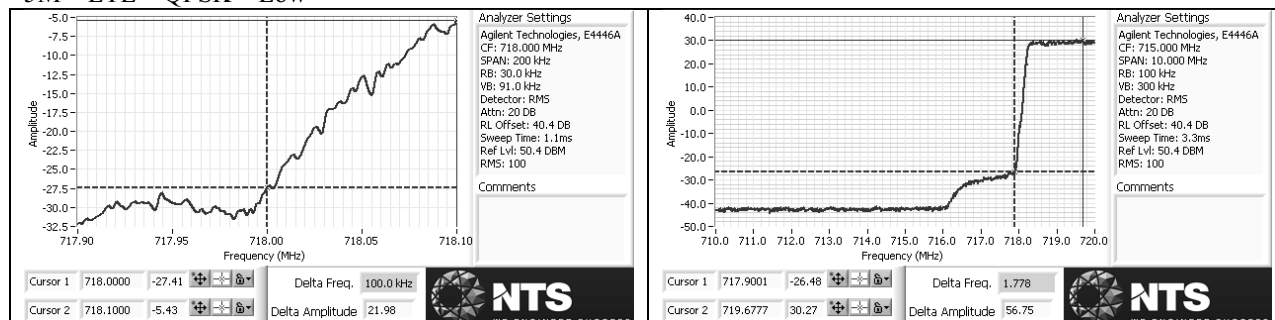 -5.0
-7.5
-10.0
-12.5
-15.0
-17.5
-20.0
-22.5
-25.0
-27.5
-30.0
-32.5
Amplitude
717.90 717.95 718.00 718.05 718.10
Frequency (MHz)
Analyzer Settings
Agilent Technologies, E4446A
CF: 718.000 MHz
SPAN: 200 kHz
RB: 30.0 kHz
VB: 91.0 kHz
Detector: RMS
Attn: 20 DB
RL Offset: 40.4 DB
Sweep Time: 1.1ms
Ref Lvl: 50.4 DBM
RMS: 100
Comments
Cursor 1 718.0000 -27.41
Cursor 2 718.1000 -5.43
Delta Freq. 100.0 kHz
Delta Amplitude 21.98
NTS
40.0
30.0
20.0
10.0
0.0
-10.0
-20.0
-30.0
-40.0
-50.0
Amplitude
710.0 711.0 712.0 713.0 714.0 715.0 716.0 717.0 718.0 719.0 720.0
Frequency (MHz)
Analyzer Settings
Agilent Technologies, E4446A
CF: 715.000 MHz
SPAN: 10.000 MHz
RB: 100 kHz
VB: 300 kHz
Detector: RMS
Attn: 20 DB
RL Offset: 40.4 DB
Sweep Time: 3.3ms
Ref Lvl: 50.4 DBM
RMS: 100
Comments
Cursor 1 717.9001 -26.48
Cursor 2 719.6777 30.27
Delta Freq. 1.778
Delta Amplitude 56.75
NTS